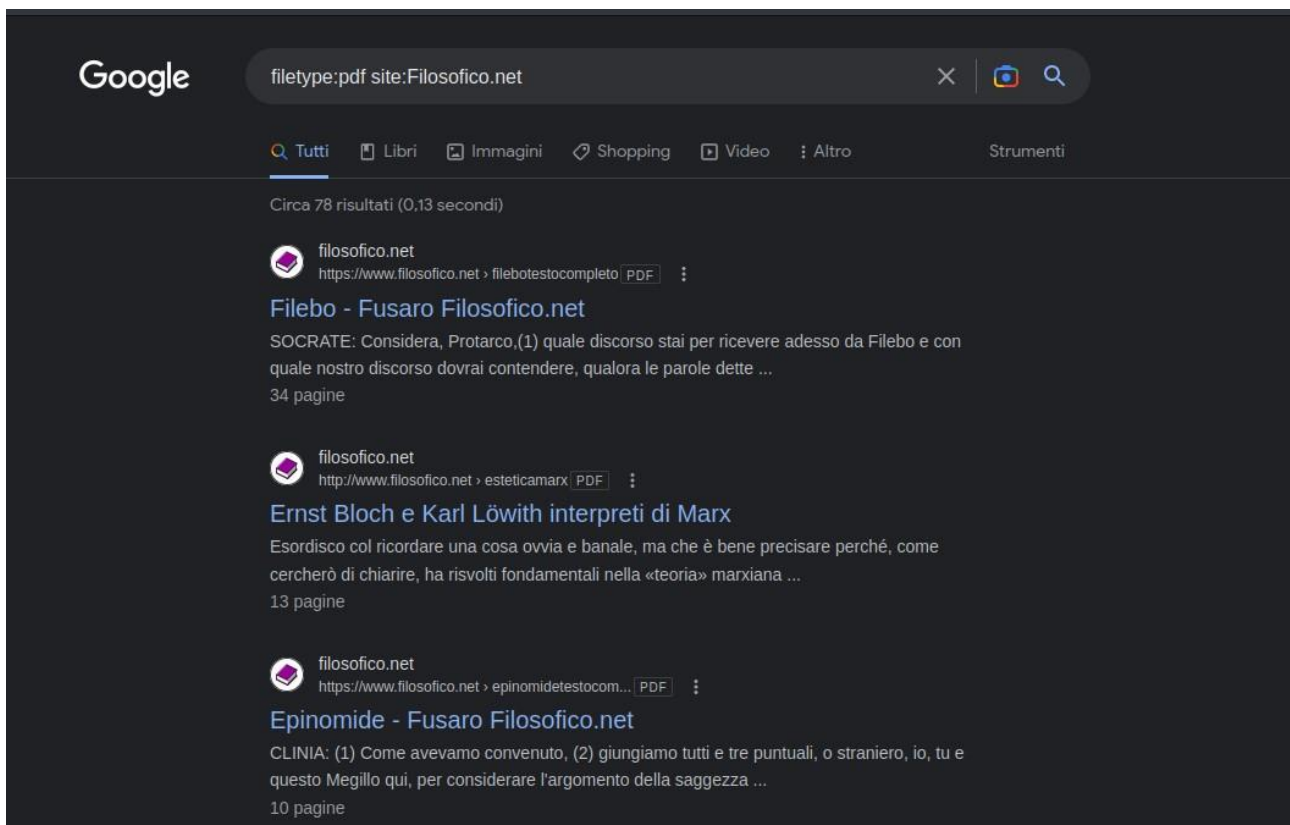 Google
filetype:pdf site:Filosofico.net
Tutti Libri Immagini Shopping Video Altro Strumenti
Circa 78 risultati (0,13 secondi)
filosofico.net
https://www.filosofico.net › filebotestocompleto PDF
Filebo - Fusaro Filosofico.net
SOCRATE: Considera, Protarco,(1) quale discorso stai per ricevere adesso da Filebo e con
quale nostro discorso dovrai contendere, qualora le parole dette ...
34 pagine
filosofico.net
http://www.filosofico.net › esteticamarx PDF
Ernst Bloch e Karl Löwith interpreti di Marx
Esordisco col ricordare una cosa ovvia e banale, ma che è bene precisare perché, come
cercherò di chiarire, ha risvolti fondamentali nella «teoria» marxiana ...
13 pagine
filosofico.net
https://www.filosofico.net › epinomidetestocom... PDF
Epinomide - Fusaro Filosofico.net
CLINIA: (1) Come avevamo convenuto, (2) giungiamo tutti e tre puntuali, o straniero, io, tu e
questo Megillo qui, per considerare l'argomento della saggezza ...
10 pagine